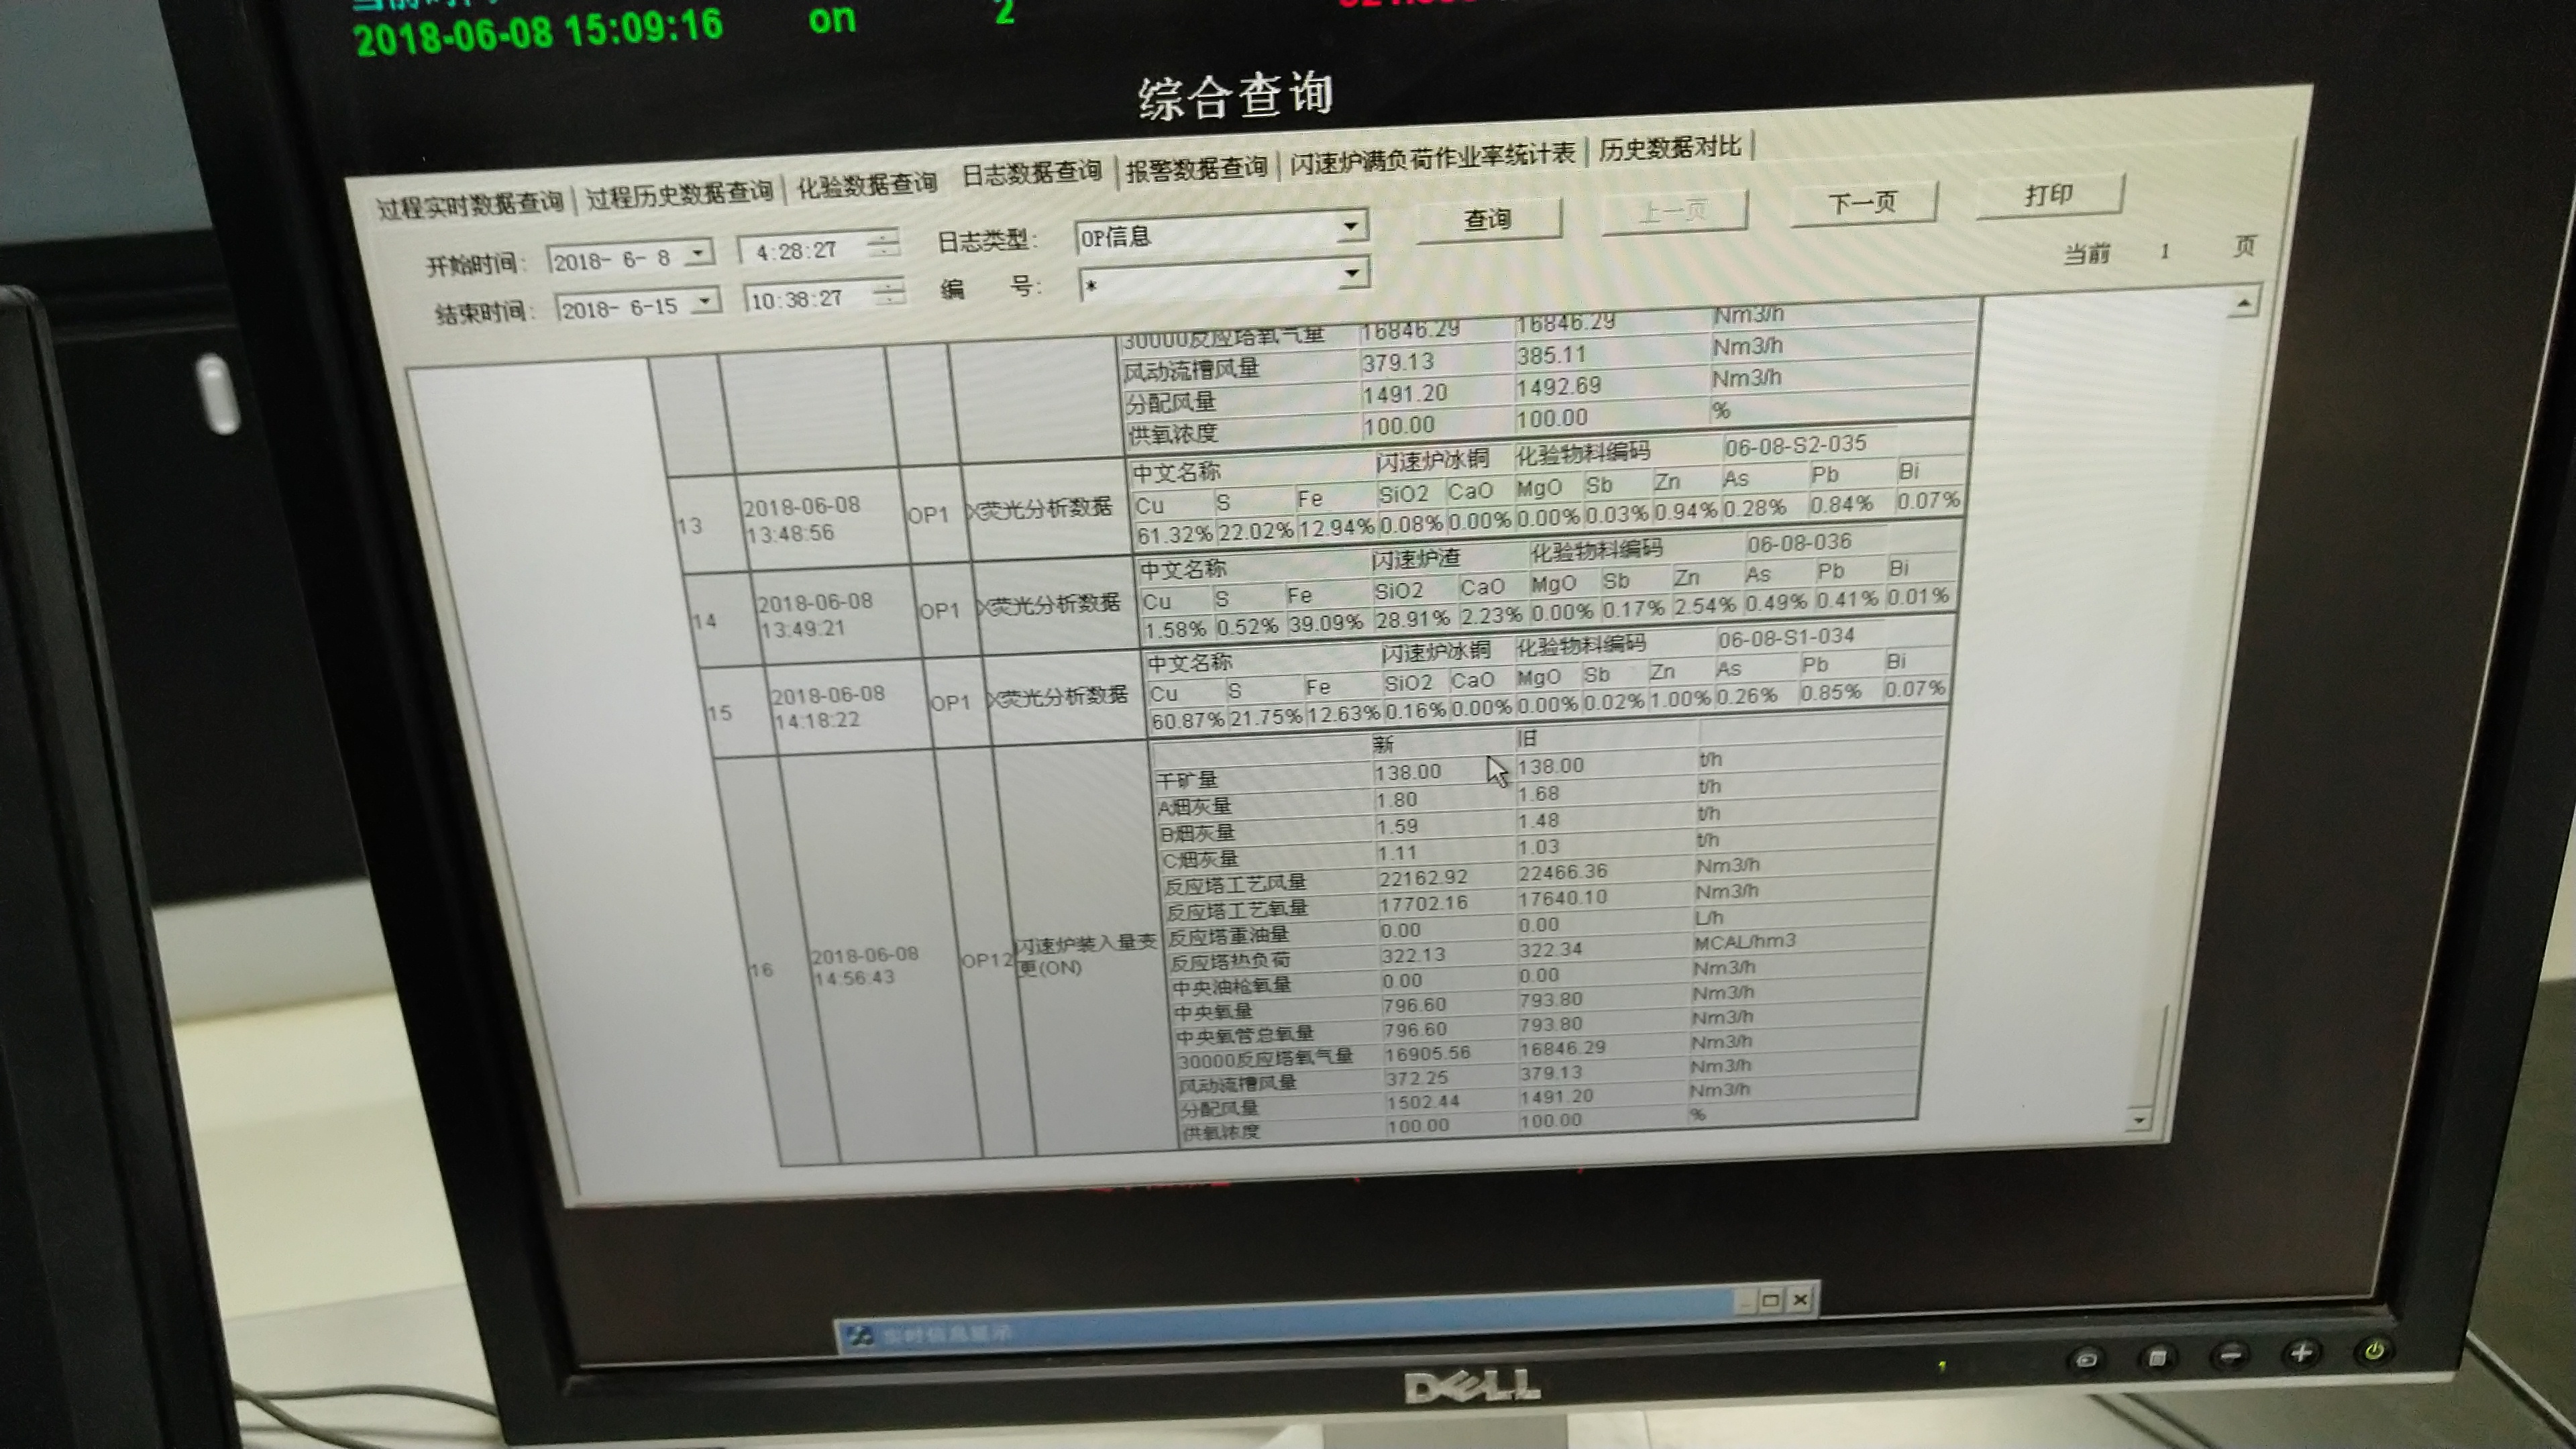 2018-06-08 15:09:16 on 2
综合查询
过程实时数据查询 过程历史数据查询 化验数据查询 日志数据查询 报警数据查询 闪速炉满负荷作业率统计表 历史数据对比
开始时间: 2018- 6- 8 4:28:27 日志类型: OP信息 查询 上一页 下一页 打印
结束时间: 2018- 6-15 10:38:27 编 号: * 当前 1 页
30000反应塔氧气量 16846.29 16846.29 Nm3/h
风动流槽风量 379.13 385.11 Nm3/h
分配风量 1491.20 1492.69 Nm3/h
供氧浓度 100.00 100.00 %
13 2018-06-08 13:48:56 OP1 X荧光分析数据
中文名称 闪速炉冰铜 化验物料编码 06-08-S2-035
Cu S Fe SiO2 CaO MgO Sb Zn As Pb Bi
61.32% 22.02% 12.94% 0.08% 0.00% 0.00% 0.03% 0.94% 0.28% 0.84% 0.07%
14 2018-06-08 13:49:21 OP1 X荧光分析数据
中文名称 闪速炉渣 化验物料编码 06-08-036
Cu S Fe SiO2 CaO MgO Sb Zn As Pb Bi
1.58% 0.52% 39.09% 28.91% 2.23% 0.00% 0.17% 2.54% 0.49% 0.41% 0.01%
15 2018-06-08 14:18:22 OP1 X荧光分析数据
中文名称 闪速炉冰铜 化验物料编码 06-08-S1-034
Cu S Fe SiO2 CaO MgO Sb Zn As Pb Bi
60.87% 21.75% 12.63% 0.16% 0.00% 0.00% 0.02% 1.00% 0.26% 0.85% 0.07%
16 2018-06-08 14:56:43 OP12 闪速炉装入量变更(ON)
新 旧
干矿量 138.00 138.00 t/h
A烟灰量 1.80 1.68 t/h
B烟灰量 1.59 1.48 t/h
C烟灰量 1.11 1.03 t/h
反应塔工艺风量 22162.92 22466.36 Nm3/h
反应塔工艺氧量 17702.16 17640.10 Nm3/h
反应塔重油量 0.00 0.00 L/h
反应塔热负荷 322.13 322.34 MCAL/hm3
中央油枪氧量 0.00 0.00 Nm3/h
中央氧量 796.60 793.80 Nm3/h
中央氧管总氧量 796.60 793.80 Nm3/h
30000反应塔氧气量 16905.56 16846.29 Nm3/h
风动流槽风量 372.25 379.13 Nm3/h
分配风量 1502.44 1491.20 Nm3/h
供氧浓度 100.00 100.00 %
实时信息显示
DELL